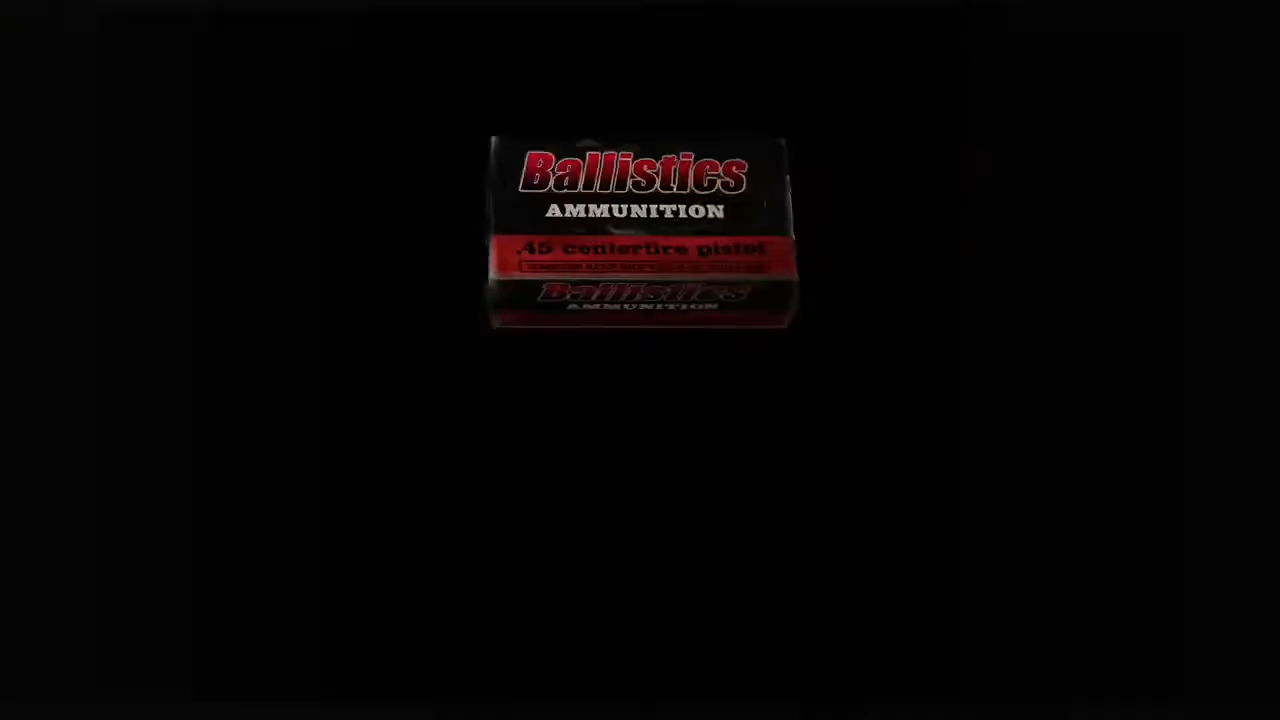 Ballistics
AMMUNITION
.45 centerfire pistol
Ballistics
AMMUNITION